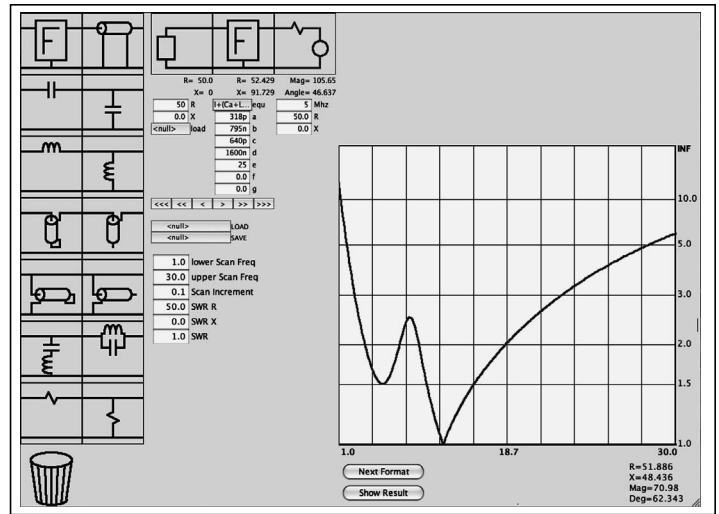 F
F
R= 50.0 R= 52.429 Mag= 105.65
X= 0 X= 91.729 Angle= 46.637
50 R I+(Ca+L... equ 5 Mhz
0.0 X 318p a 50.0 R
<null> load 795n b 0.0 X
640p c
1600n d
25 e
0.0 f
0.0 g
<<< << < > >> >>>
<null> LOAD
<null> SAVE
1.0 lower Scan Freq
30.0 upper Scan Freq
0.1 Scan Increment
50.0 SWR R
0.0 SWR X
1.0 SWR
INF
10.0
5.0
3.0
2.0
1.5
1.0
1.0 18.7 30.0
Next Format
Show Result
R=51.886
X=48.436
Mag=70.98
Deg=62.343